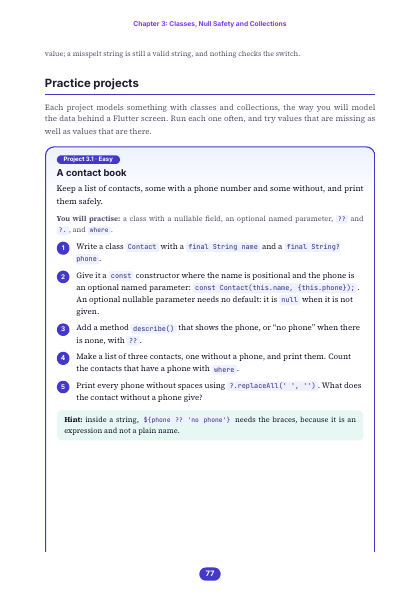 Chapter 3: Classes, Null Safety and Collections
value; a misspelt string is still a valid string, and nothing checks the switch.
Practice projects
Each project models something with classes and collections, the way you will model
the data behind a Flutter screen. Run each one often, and try values that are missing as
well as values that are there.
Project 3.1 · Easy
A contact book
Keep a list of contacts, some with a phone number and some without, and print
them safely.
You will practise: a class with a nullable field, an optional named parameter, ?? and
?., and where.
1 Write a class Contact with a final String name and a final String?
phone.
2 Give it a const constructor where the name is positional and the phone is
an optional named parameter: const Contact(this.name, {this.phone});.
An optional nullable parameter needs no default: it is null when it is not
given.
3 Add a method describe() that shows the phone, or “no phone” when there
is none, with ??.
4 Make a list of three contacts, one without a phone, and print them. Count
the contacts that have a phone with where.
5 Print every phone without spaces using ?.replaceAll(' ', ''). What does
the contact without a phone give?
Hint: inside a string, ${phone ?? 'no phone'} needs the braces, because it is an
expression and not a plain name.
77